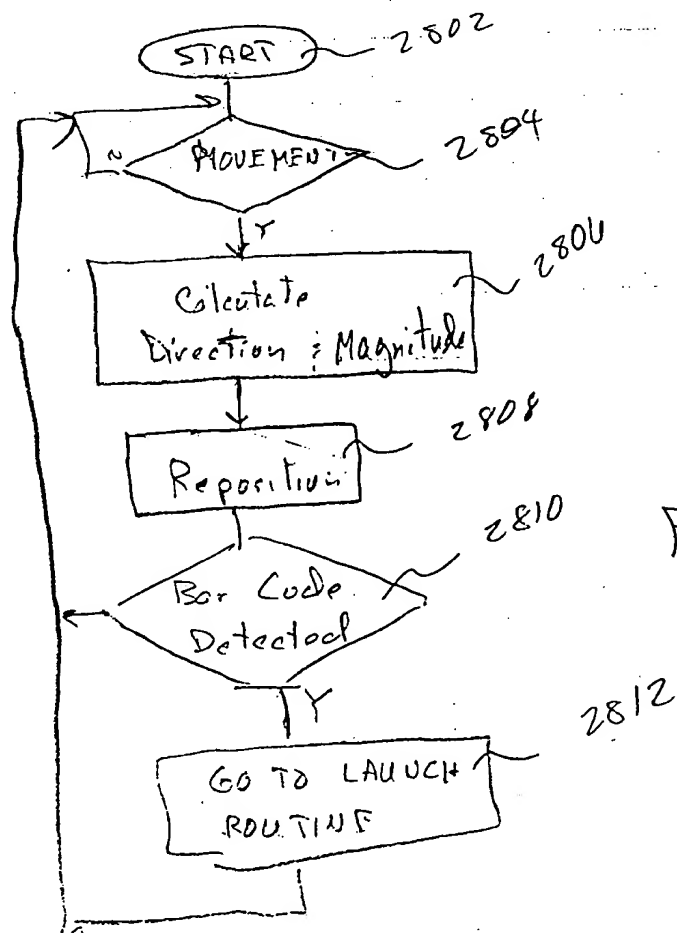 START
2802
MOVEMENT
2804
N
Y
2806
Calculate
Direction & Magnitude
2808
Reposition
2810
Bar Code
Detected
Y
2812
GO TO LAUNCH
ROUTINE
F